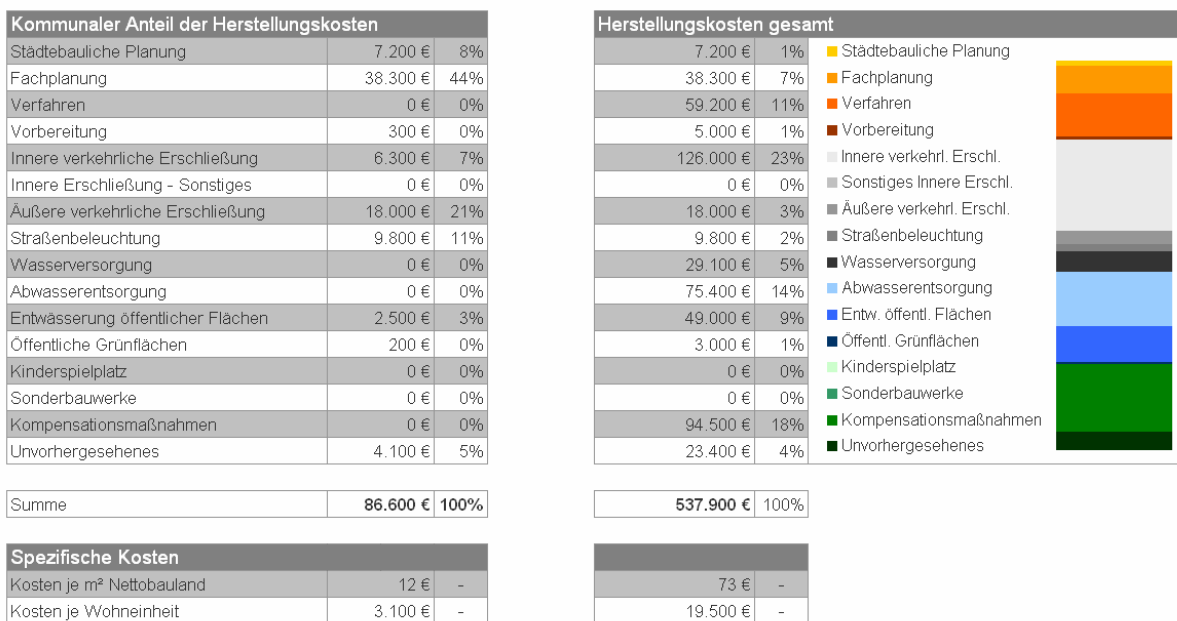 Kommunaler Anteil der Herstellungskosten Herstellungskosten gesamt
Städtebauliche Planung 7.200 € 8% 7.200 € 1% Städtebauliche Planung
Fachplanung 38.300 € 44% 38.300 € 7% Fachplanung
Verfahren 0 € 0% 59.200 € 11% Verfahren
Vorbereitung 300 € 0% 5.000 € 1% Vorbereitung
Innere verkehrliche Erschließung 6.300 € 7% 126.000 € 23% Innere verkehrl. Erschl.
Innere Erschließung - Sonstiges 0 € 0% 0 € 0% Sonstiges Innere Erschl.
Äußere verkehrliche Erschließung 18.000 € 21% 18.000 € 3% Äußere verkehrl. Erschl.
Straßenbeleuchtung 9.800 € 11% 9.800 € 2% Straßenbeleuchtung
Wasserversorgung 0 € 0% 29.100 € 5% Wasserversorgung
Abwasserentsorgung 0 € 0% 75.400 € 14% Abwasserentsorgung
Entwässerung öffentlicher Flächen 2.500 € 3% 49.000 € 9% Entw. öffentl. Flächen
Öffentliche Grünflächen 200 € 0% 3.000 € 1% Öffentl. Grünflächen
Kinderspielplatz 0 € 0% 0 € 0% Kinderspielplatz
Sonderbauwerke 0 € 0% 0 € 0% Sonderbauwerke
Kompensationsmaßnahmen 0 € 0% 94.500 € 18% Kompensationsmaßnahmen
Unvorhergesehenes 4.100 € 5% 23.400 € 4% Unvorhergesehenes
Summe 86.600 € 100% 537.900 € 100%
Spezifische Kosten
Kosten je m² Nettobauland 12 € - 73 € -
Kosten je Wohneinheit 3.100 € - 19.500 € -